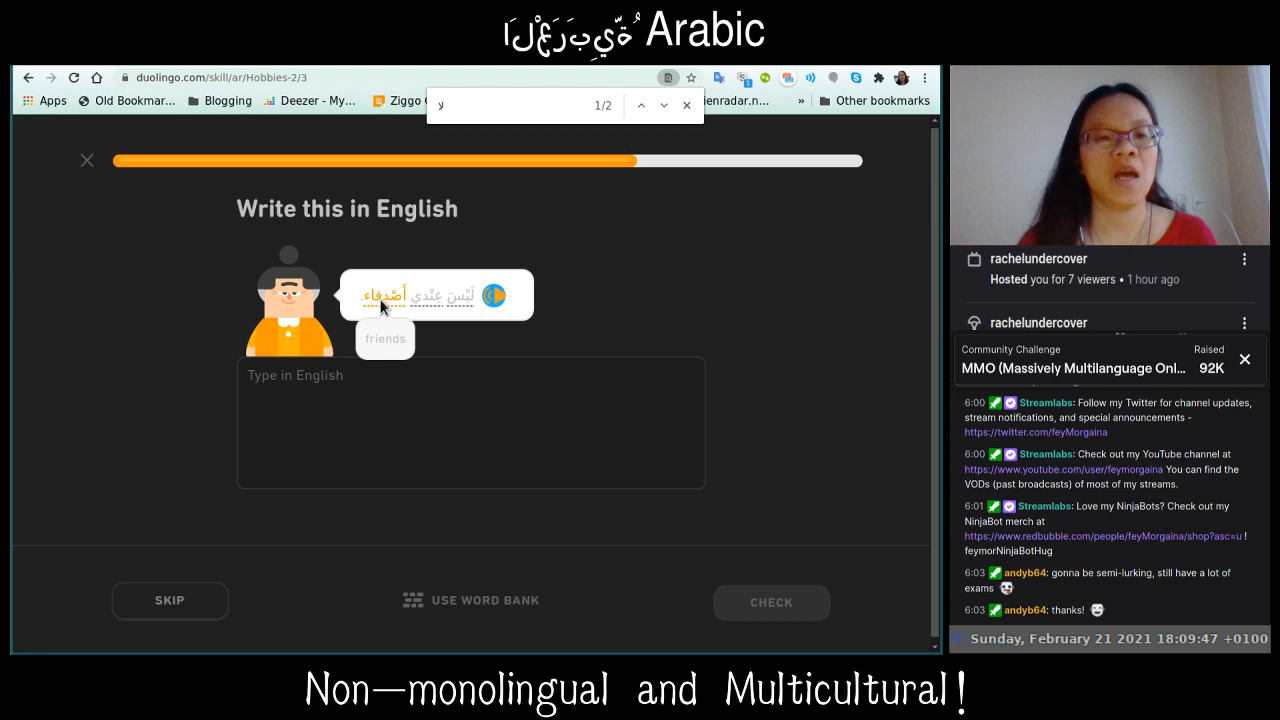 اَلْعَرَبِيّةُ Arabic
duolingo.com/skill/ar/Hobbies-2/3
Apps
Old Bookmar...
Blogging
Deezer - My...
Ziggo
ienradar.n...
»
Other bookmarks
لا
1/2
Write this in English
لَيْسَ عِنْدي أَصْدِقاء.
friends
Type in English
SKIP
USE WORD BANK
CHECK
rachelundercover
Hosted you for 7 viewers • 1 hour ago
rachelundercover
Community Challenge
Raised
MMO (Massively Multilanguage Onl...
92K
6:00 Streamlabs: Follow my Twitter for channel updates,
stream notifications, and special announcements -
https://twitter.com/feyMorgaina
6:00 Streamlabs: Check out my YouTube channel at
https://www.youtube.com/user/feymorgaina You can find the
VODs (past broadcasts) of most of my streams.
6:01 Streamlabs: Love my NinjaBots? Check out my
NinjaBot merch at
https://www.redbubble.com/people/feyMorgaina/shop?asc=u !
feymorNinjaBotHug
6:03 andyb64: gonna be semi-lurking, still have a lot of
exams
6:03 andyb64: thanks!
Sunday, February 21 2021 18:09:47 +0100
Non-monolingual and Multicultural!